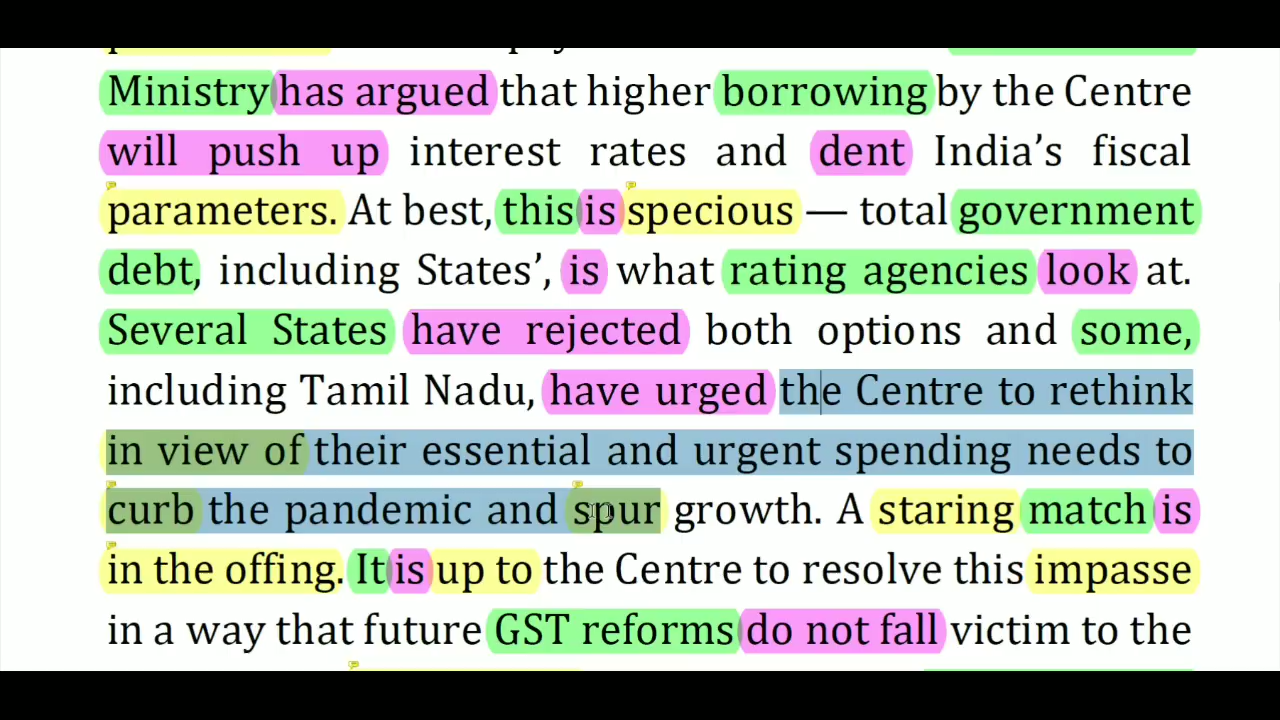 Ministry has argued that higher borrowing by the Centre
will push up interest rates and dent India’s fiscal
parameters. At best, this is specious — total government
debt, including States’, is what rating agencies look at.
Several States have rejected both options and some,
including Tamil Nadu, have urged the Centre to rethink
in view of their essential and urgent spending needs to
curb the pandemic and spur growth. A staring match is
in the offing. It is up to the Centre to resolve this impasse
in a way that future GST reforms do not fall victim to the